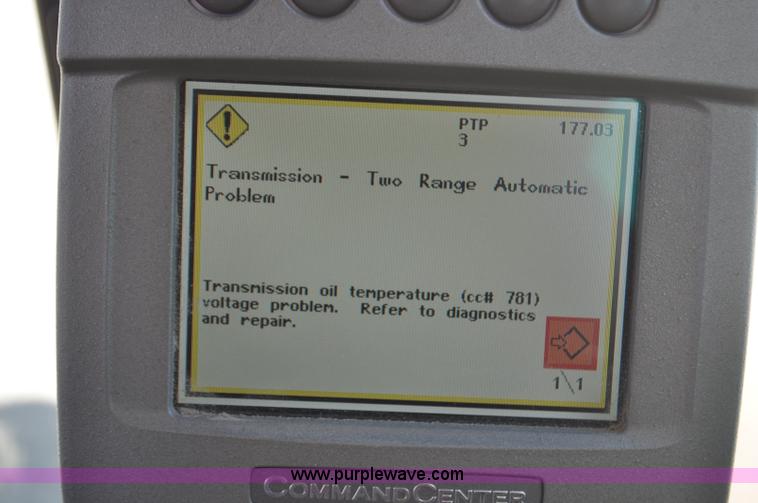 PTP 177.03
3
Transmission - Two Range Automatic
Problem
Transmission oil temperature (cc# 781)
voltage problem. Refer to diagnostics
and repair.
1\1
www.purplewave.com
COMMANDCENTER